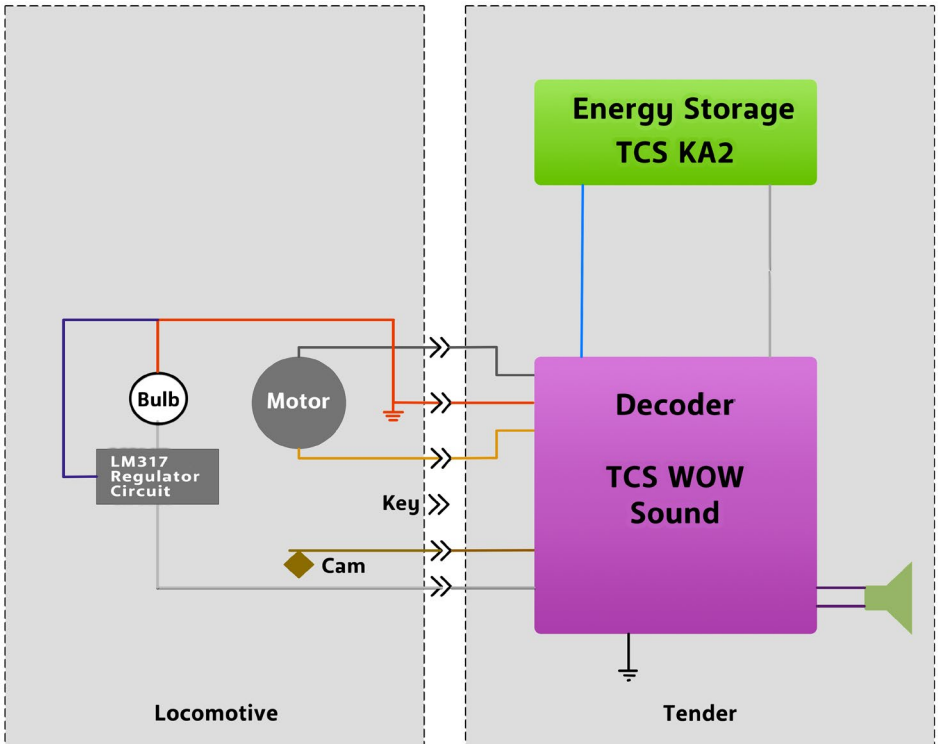 Energy Storage
TCS KA2
Bulb
Motor
Decoder
LM317
Regulator
Circuit
TCS WOW
Sound
Key
Cam
Locomotive
Tender